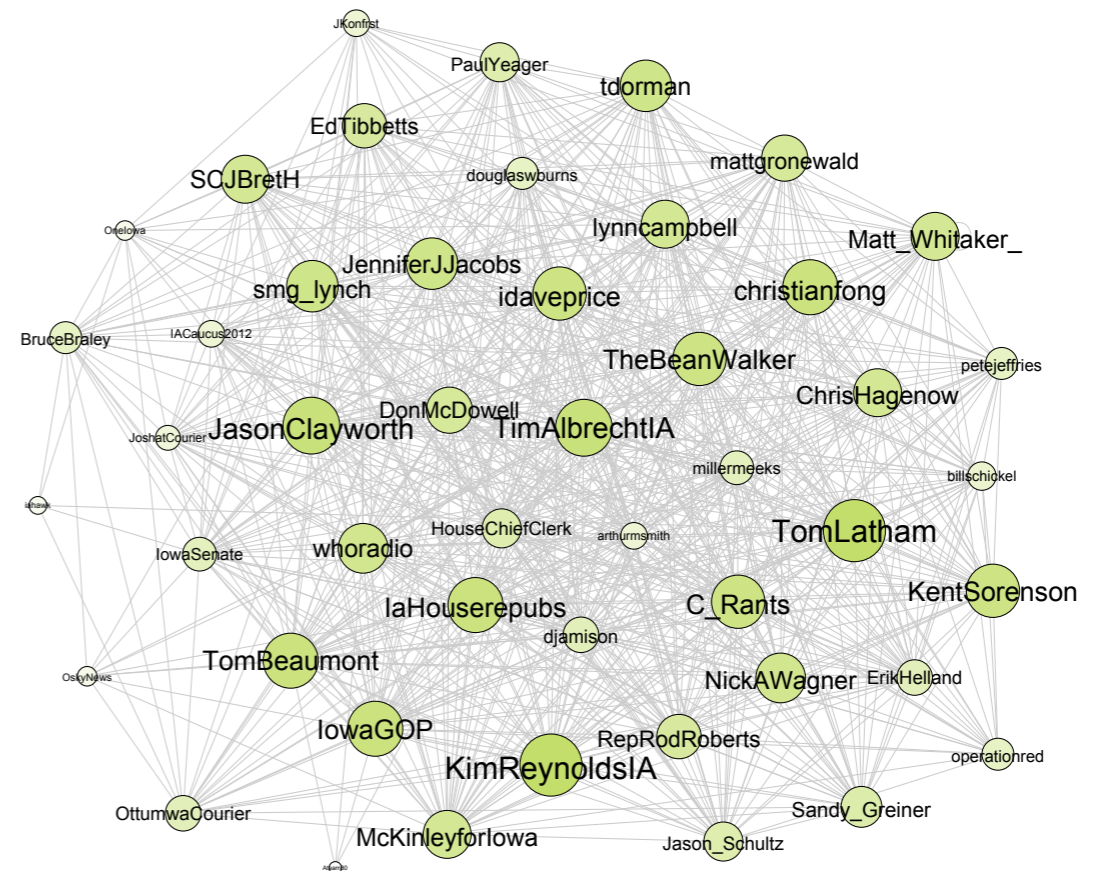 JKonfrst
PaulYeager
tdorman
EdTibbetts
mattgronewald
douglaswburns
SCJBretH
OneIowa
lynncampbell
Matt_Whitaker_
JenniferJJacobs
smg_lynch
idaveprice
christianfong
BruceBraley
IACaucus2012
TheBeanWalker
petejeffries
ChrisHagenow
DonMcDowell
JoshatCourier
JasonClayworth
TimAlbrechtIA
millermeeks
billschickel
iahawk
HouseChiefClerk
arthurmsmith
TomLatham
IowaSenate
whoradio
KentSorenson
IaHouserepubs
C_Rants
djamison
TomBeaumont
OskyNews
NickAWagner
ErikHelland
IowaGOP
RepRodRoberts
operationred
KimReynoldsIA
OttumwaCourier
Sandy_Greiner
McKinleyforIowa
Jason_Schultz